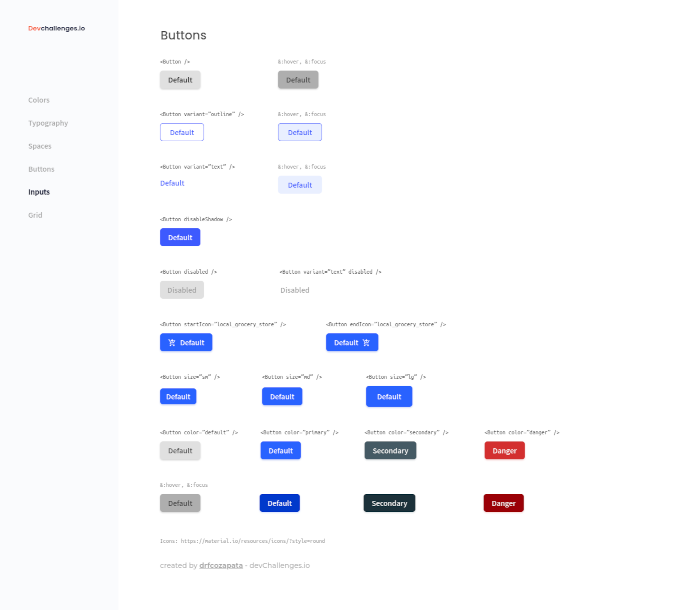 Devchallenges.io
Colors
Typography
Spaces
Buttons
Inputs
Grid
Buttons
<Button />
&:hover, &:focus
Default
Default
<Button variant="outline" />
&:hover, &:focus
Default
Default
<Button variant="text" />
&:hover, &:focus
Default
Default
<Button disableShadow />
Default
<Button disabled />
<Button variant="text" disabled />
Disabled
Disabled
<Button startIcon="local_grocery_store" />
<Button endIcon="local_grocery_store" />
Default
Default
<Button size="sm" />
<Button size="md" />
<Button size="lg" />
Default
Default
Default
<Button color="default" />
<Button color="primary" />
<Button color="secondary" />
<Button color="danger" />
Default
Default
Secondary
Danger
&:hover, &:focus
Default
Default
Secondary
Danger
Icons: https://material.io/resources/icons/?style=round
created by drfcozapata - devChallenges.io